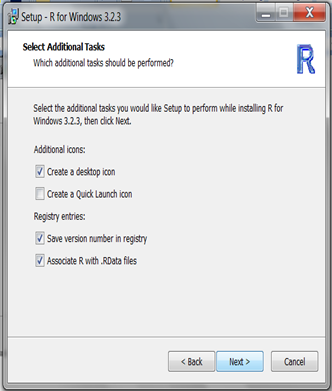 Setup - R for Windows 3.2.3
Select Additional Tasks
Which additional tasks should be performed?
R
Select the additional tasks you would like Setup to perform while installing R for
Windows 3.2.3, then click Next.
Additional icons:
Create a desktop icon
Create a Quick Launch icon
Registry entries:
Save version number in registry
Associate R with .RData files
< Back
Next >
Cancel